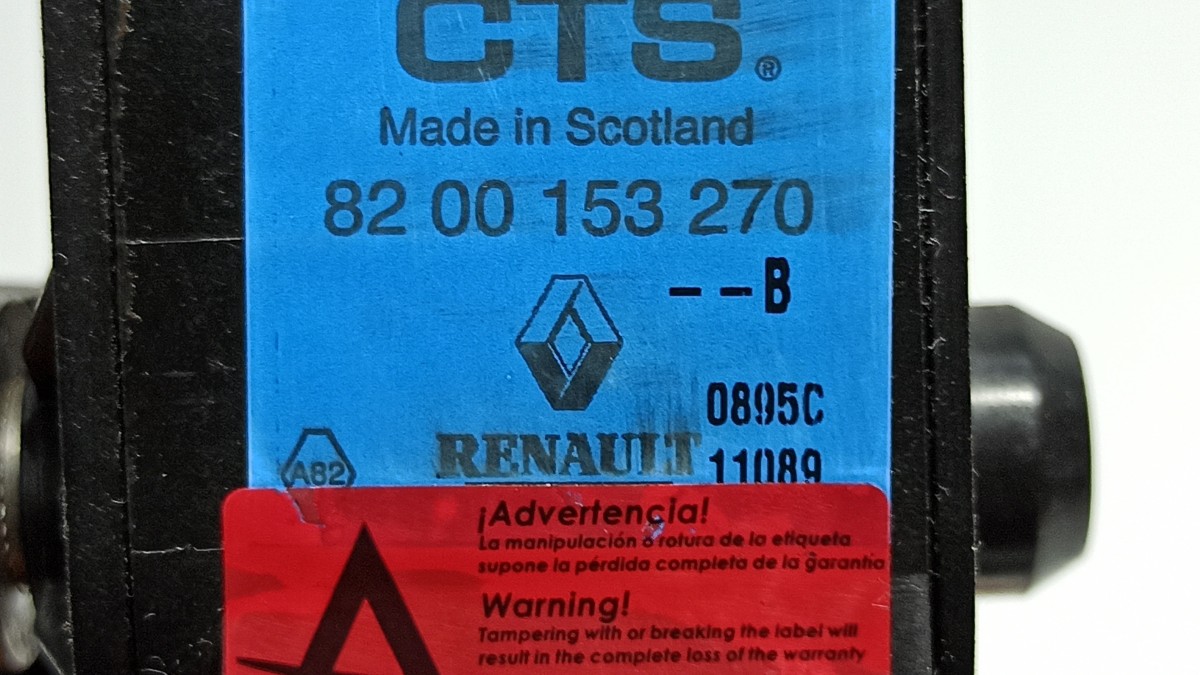 CTS®
Made in Scotland
82 00 153 270
--B
0895C
RENAULT
11089
A82
¡Advertencia!
La manipulación o rotura de la etiqueta
supone la pérdida completa de la garantía
Warning!
Tampering with or breaking the label will
result in the complete loss of the warranty